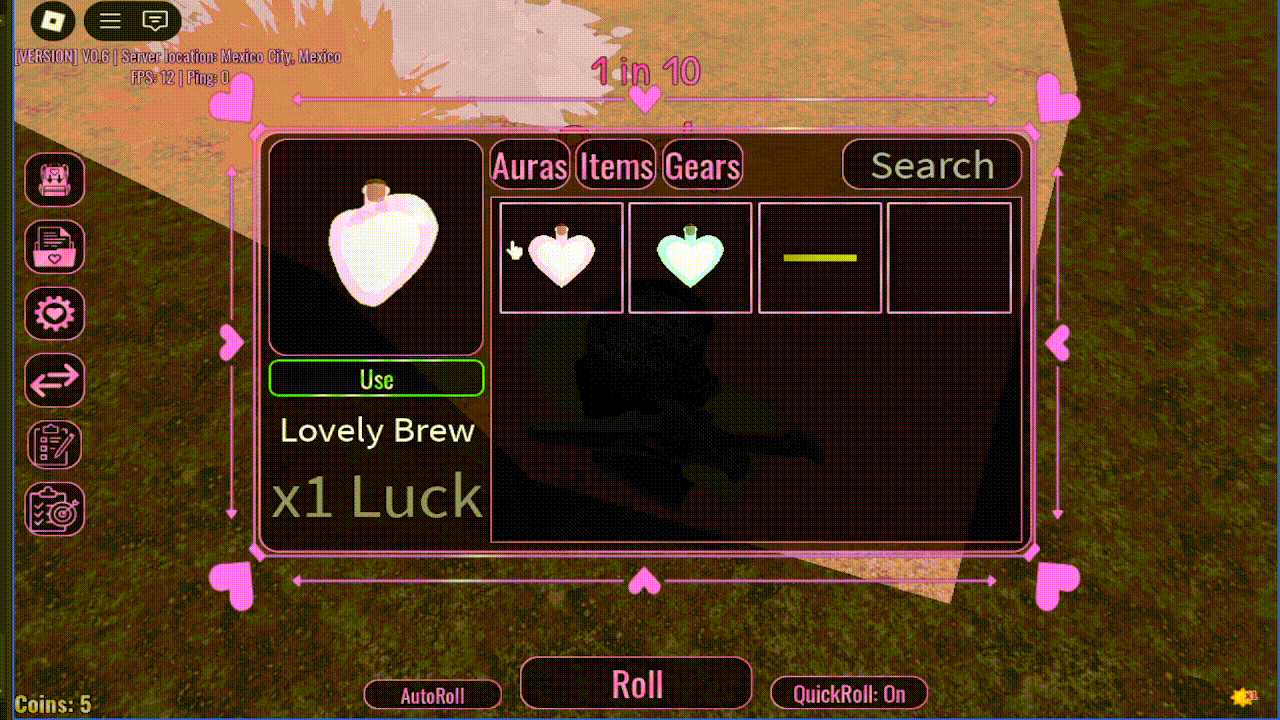 [VERSION] V0.6 | Server location: Mexico City, Mexico
FPS: 12 | Ping: 0
1 in 10
Auras
Items
Gears
Search
Use
Lovely Brew
x1 Luck
AutoRoll
Roll
QuickRoll: On
Coins: 5
x1